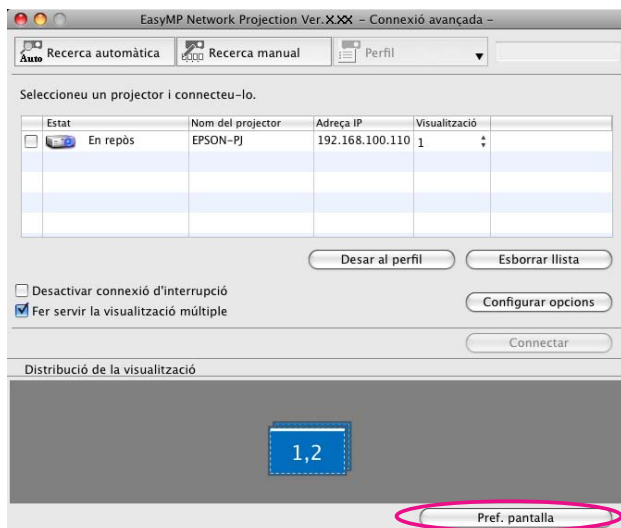 EasyMP Network Projection Ver.X.XX – Connexió avançada –
Auto Recerca automàtica Recerca manual Perfil
Seleccioneu un projector i connecteu-lo.
Estat Nom del projector Adreça IP Visualització
En repòs EPSON-PJ 192.168.100.110 1
Desar al perfil Esborrar llista
Desactivar connexió d'interrupció
Fer servir la visualització múltiple
Configurar opcions
Connectar
Distribució de la visualització
1,2
Pref. pantalla